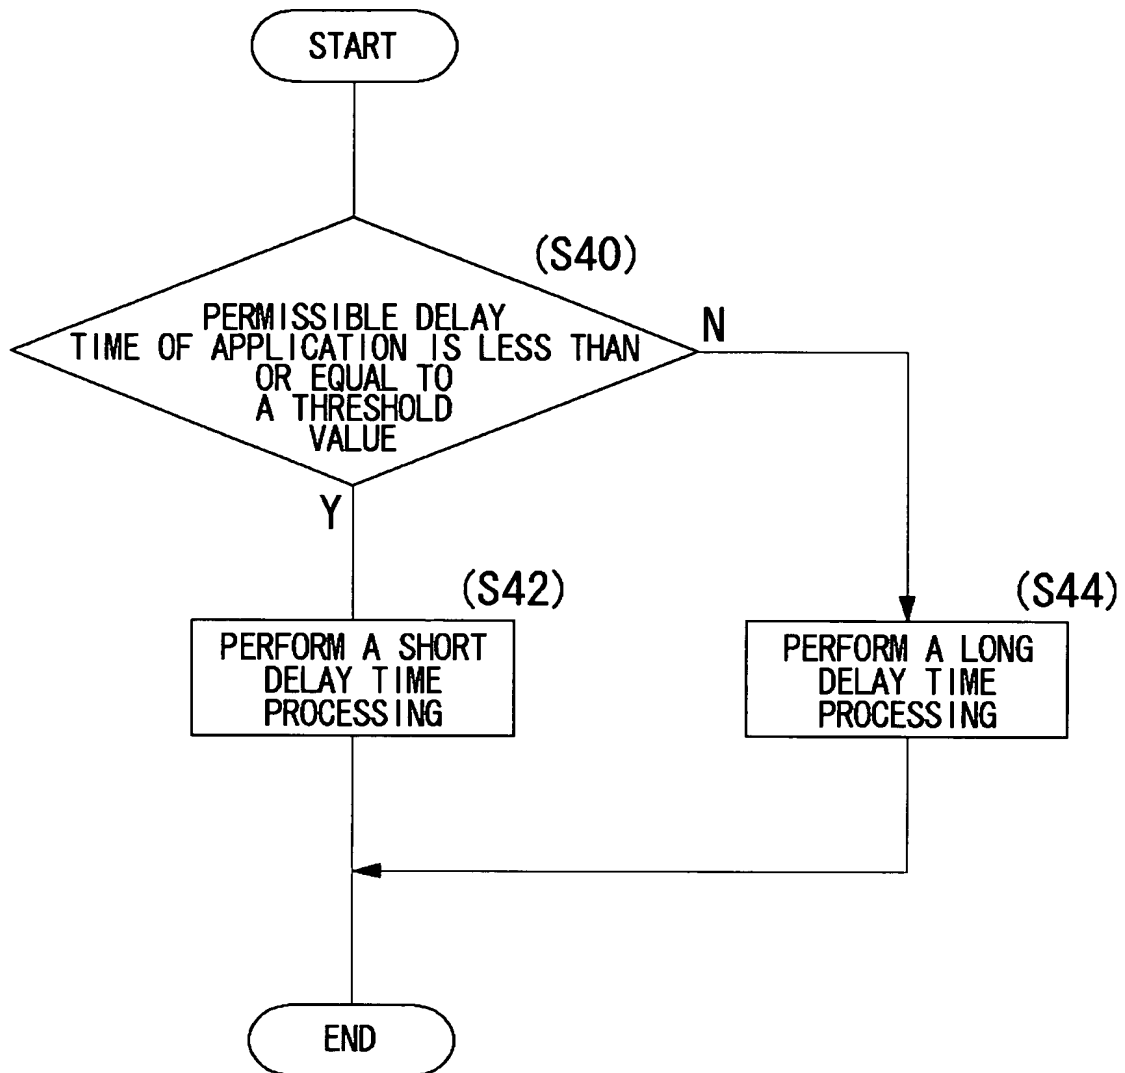 START
(S40)
PERMISSIBLE DELAY
TIME OF APPLICATION IS LESS THAN
OR EQUAL TO
A THRESHOLD
VALUE
N
Y
(S42)
PERFORM A SHORT
DELAY TIME
PROCESSING
(S44)
PERFORM A LONG
DELAY TIME
PROCESSING
END